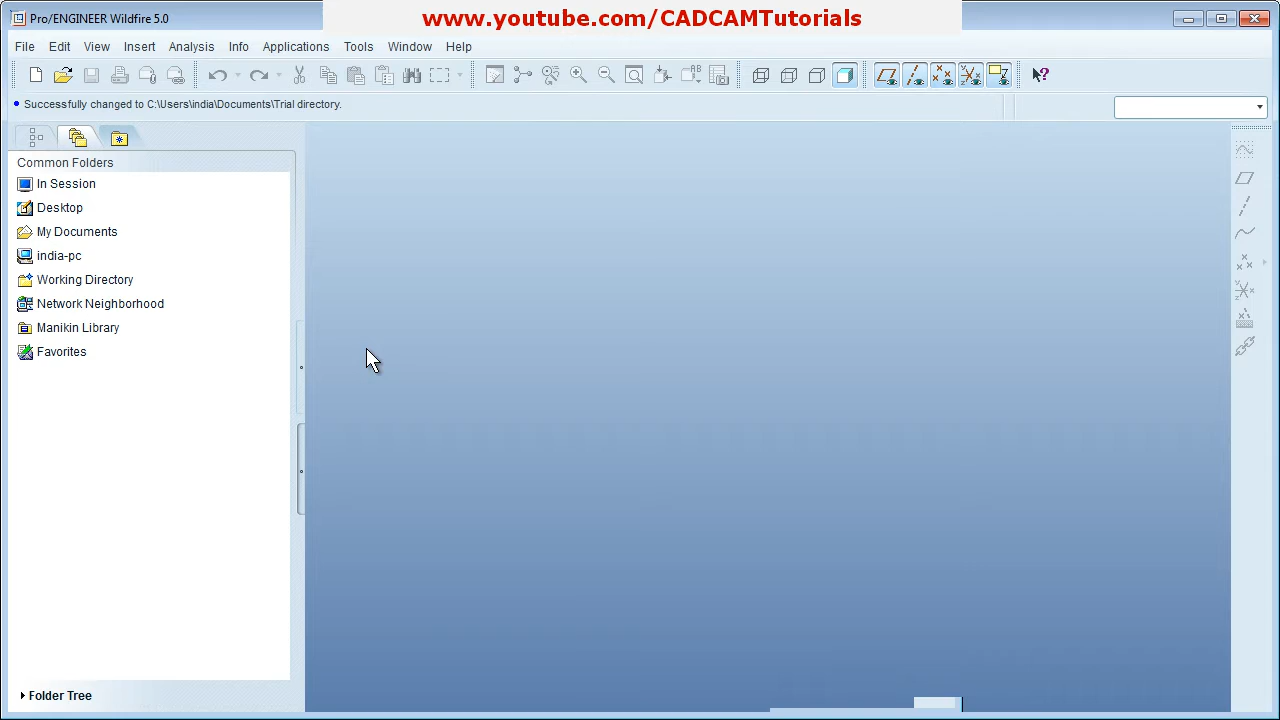 Pro/ENGINEER Wildfire 5.0
www.youtube.com/CADCAMTutorials
File Edit View Insert Analysis Info Applications Tools Window Help
Successfully changed to C:\Users\india\Documents\Trial directory.
Common Folders
In Session
Desktop
My Documents
india-pc
Working Directory
Network Neighborhood
Manikin Library
Favorites
Folder Tree